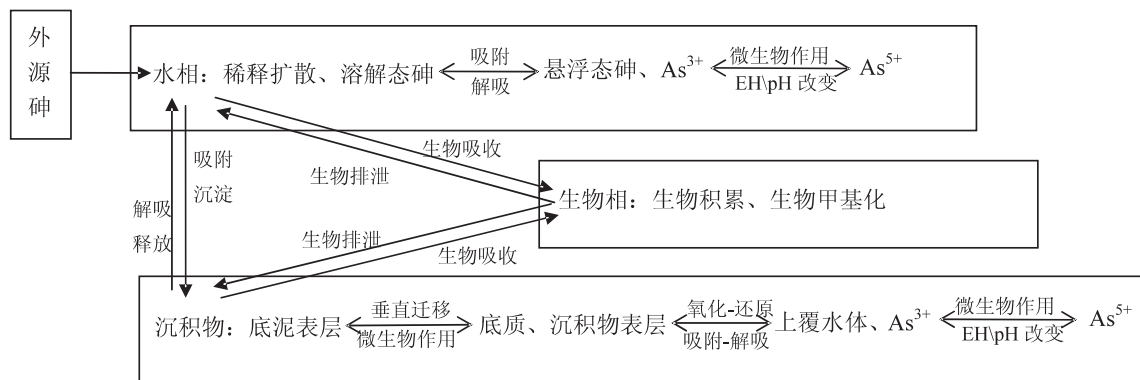 外
源
砷
水相：稀释扩散、溶解态砷
吸附
解吸
悬浮态砷、As³⁺
微生物作用
EH\pH 改变
As⁵⁺
吸附
沉淀
解吸
释放
生物吸收
生物排泄
生物相：生物积累、生物甲基化
生物排泄
生物吸收
沉积物：底泥表层
垂直迁移
微生物作用
底质、沉积物表层
氧化-还原
吸附-解吸
上覆水体、As³⁺
微生物作用
EH\pH 改变
As⁵⁺